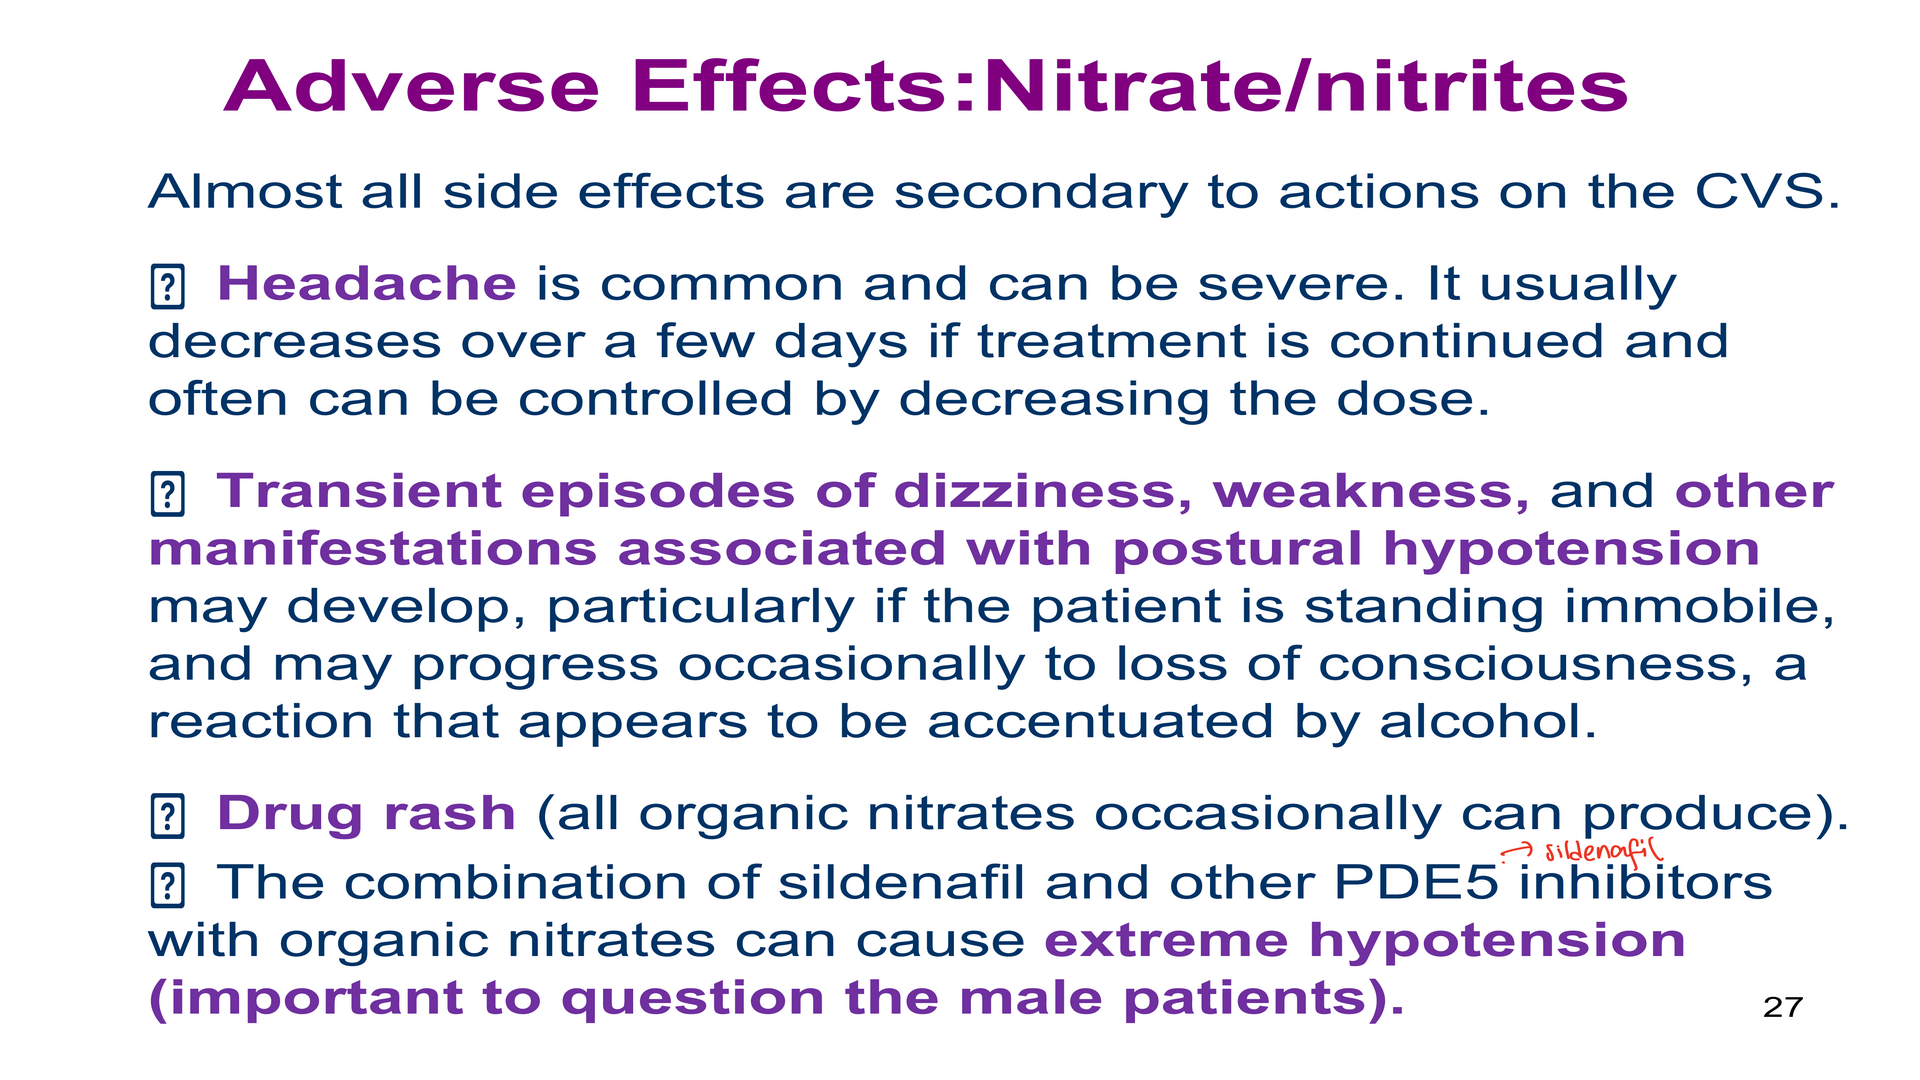 Adverse Effects:Nitrate/nitrites
Almost all side effects are secondary to actions on the CVS.
Headache is common and can be severe. It usually
decreases over a few days if treatment is continued and
often can be controlled by decreasing the dose.
Transient episodes of dizziness, weakness, and other
manifestations associated with postural hypotension
may develop, particularly if the patient is standing immobile,
and may progress occasionally to loss of consciousness, a
reaction that appears to be accentuated by alcohol.
Drug rash (all organic nitrates occasionally can produce).
→ sildenafil
The combination of sildenafil and other PDE5 inhibitors
with organic nitrates can cause extreme hypotension
(important to question the male patients).
27